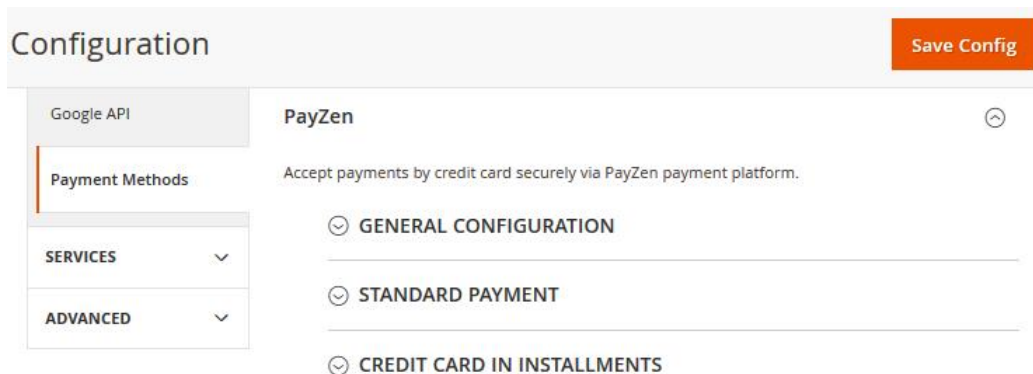 Configuration
Save Config
Google API
Payment Methods
SERVICES
ADVANCED
PayZen
Accept payments by credit card securely via PayZen payment platform.
GENERAL CONFIGURATION
STANDARD PAYMENT
CREDIT CARD IN INSTALLMENTS